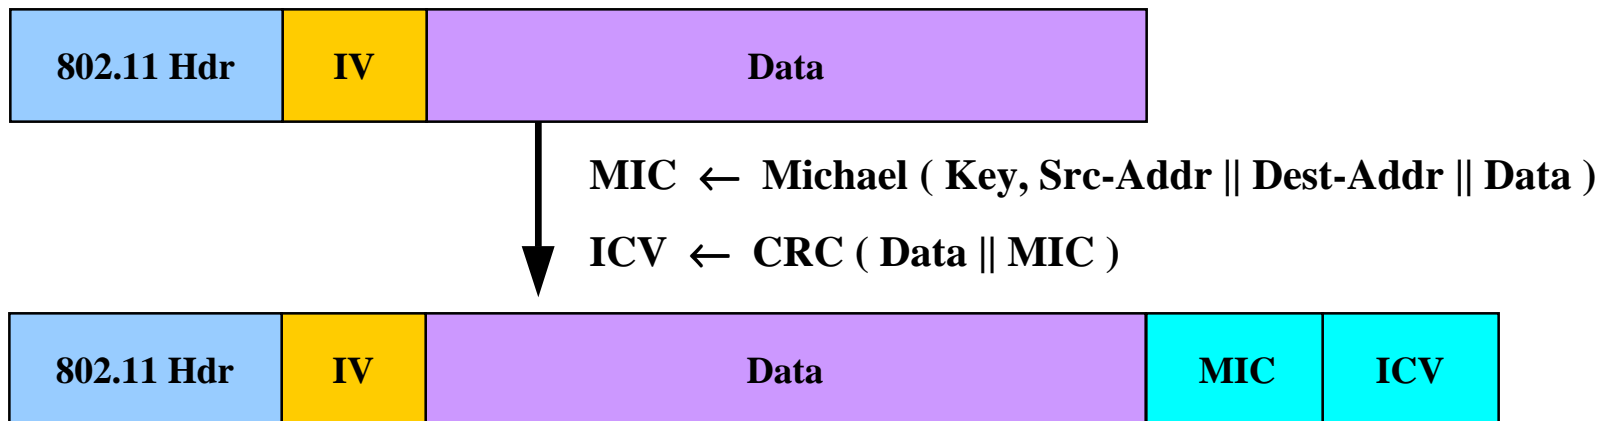 802.11 Hdr IV Data
MIC ← Michael ( Key, Src-Addr || Dest-Addr || Data )
ICV ← CRC ( Data || MIC )
802.11 Hdr IV Data MIC ICV